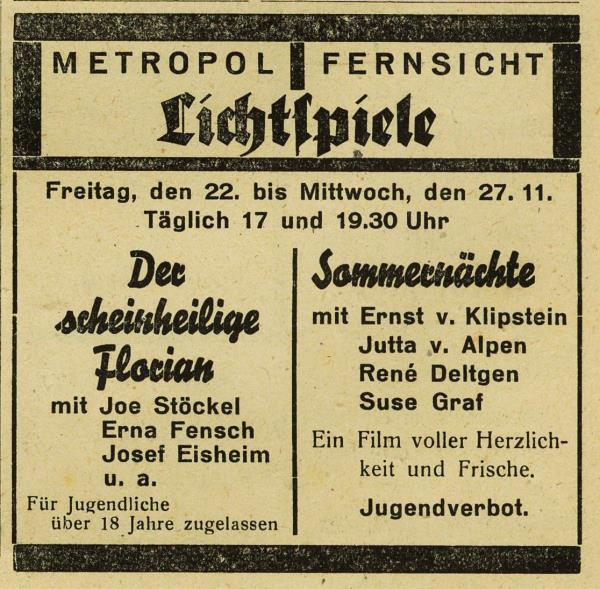 METROPOL FERNSICHT
Lichtspiele
Freitag, den 22. bis Mittwoch, den 27. 11.
Täglich 17 und 19.30 Uhr
Der
scheinheilige
Florian
mit Joe Stöckel
Erna Fensch
Josef Eisheim
u. a.
Für Jugendliche
über 18 Jahre zugelassen
Sommernächte
mit Ernst v. Klipstein
Jutta v. Alpen
René Deltgen
Suse Graf
Ein Film voller Herzlich-
keit und Frische.
Jugendverbot.